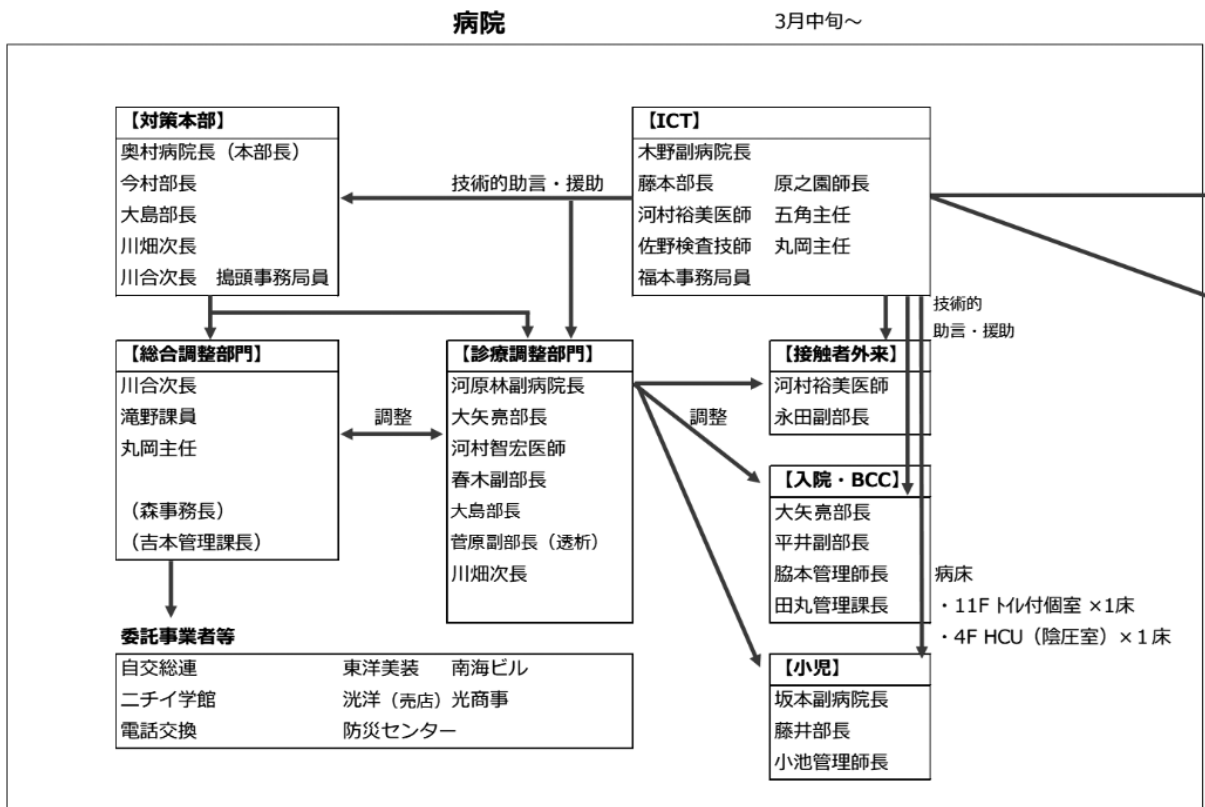 病院
3月中旬～
【対策本部】
奥村病院長（本部長）
今村部長
大島部長
川畑次長
川合次長 搗頭事務局員
技術的助言・援助
【ICT】
木野副病院長
藤本部長 原之園師長
河村裕美医師 五角主任
佐野検査技師 丸岡主任
福本事務局員
技術的
助言・援助
【総合調整部門】
川合次長
滝野課員
丸岡主任
（森事務長）
（吉本管理課長）
調整
【診療調整部門】
河原林副病院長
大矢亮部長
河村智宏医師
春木副部長
大島部長
菅原副部長（透析）
川畑次長
調整
【接触者外来】
河村裕美医師
永田副部長
【入院・BCC】
大矢亮部長
平井副部長
脇本管理師長
田丸管理課長
病床
・11F ﾄｲﾚ付個室 ×1床
・4F HCU（陰圧室）×１床
【小児】
坂本副病院長
藤井部長
小池管理師長
委託事業者等
自交総連 東洋美装 南海ビル
ニチイ学館 洸洋（売店）光商事
電話交換 防災センター